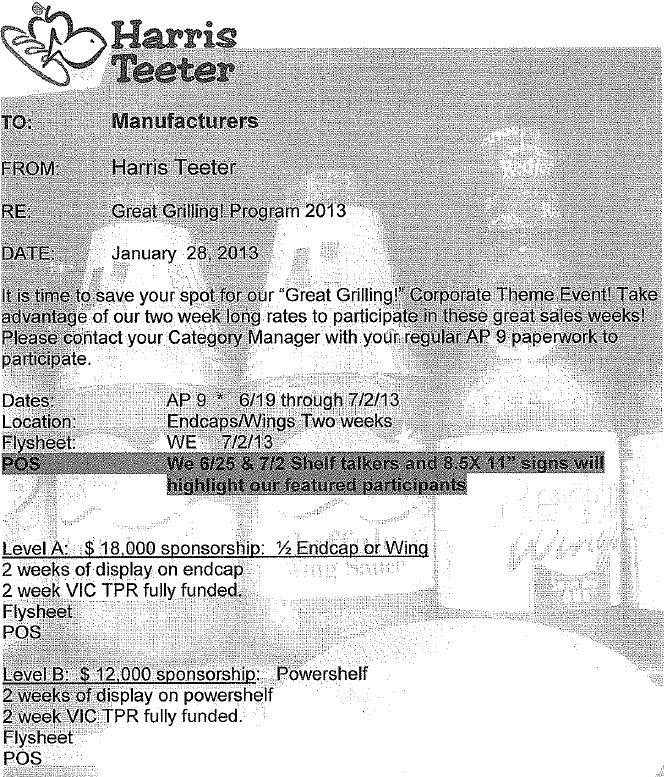 Harris
Teeter
TO: Manufacturers
FROM: Harris Teeter
RE: Great Grilling! Program 2013
DATE: January 28, 2013
It is time to save your spot for our “Great Grilling!” Corporate Theme Event! Take
advantage of our two week long rates to participate in these great sales weeks!
Please contact your Category Manager with your regular AP 9 paperwork to
participate.
Dates: AP 9 * 6/19 through 7/2/13
Location: Endcaps/Wings Two weeks
Flysheet: WE 7/2/13
POS We 6/25 & 7/2 Shelf talkers and 8.5X 11” signs will
highlight our featured participants
Level A: $ 18,000 sponsorship: ½ Endcap or Wing
2 weeks of display on endcap
2 week VIC TPR fully funded.
Flysheet
POS
Level B: $ 12,000 sponsorship: Powershelf
2 weeks of display on powershelf
2 week VIC TPR fully funded.
Flysheet
POS
Wing Sauce
Wing